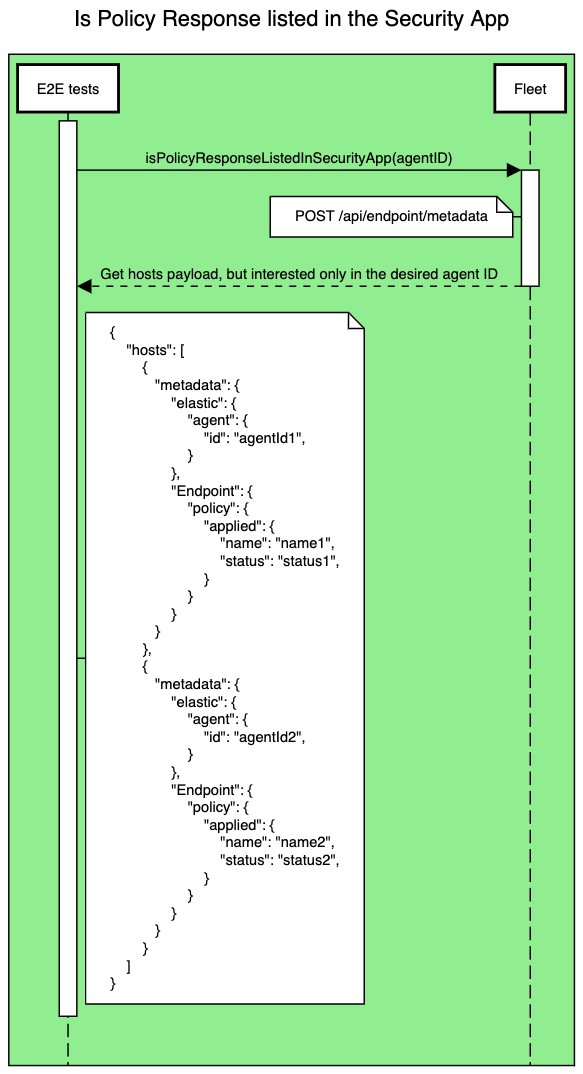 Is Policy Response listed in the Security App
E2E tests
Fleet
isPolicyResponseListedInSecurityApp(agentID)
POST /api/endpoint/metadata
Get hosts payload, but interested only in the desired agent ID
{
"hosts": [
{
"metadata": {
"elastic": {
"agent": {
"id": "agentId1",
}
},
"Endpoint": {
"policy": {
"applied": {
"name": "name1",
"status": "status1",
}
}
}
}
},
{
"metadata": {
"elastic": {
"agent": {
"id": "agentId2",
}
},
"Endpoint": {
"policy": {
"applied": {
"name": "name2",
"status": "status2",
}
}
}
}
}
]
}